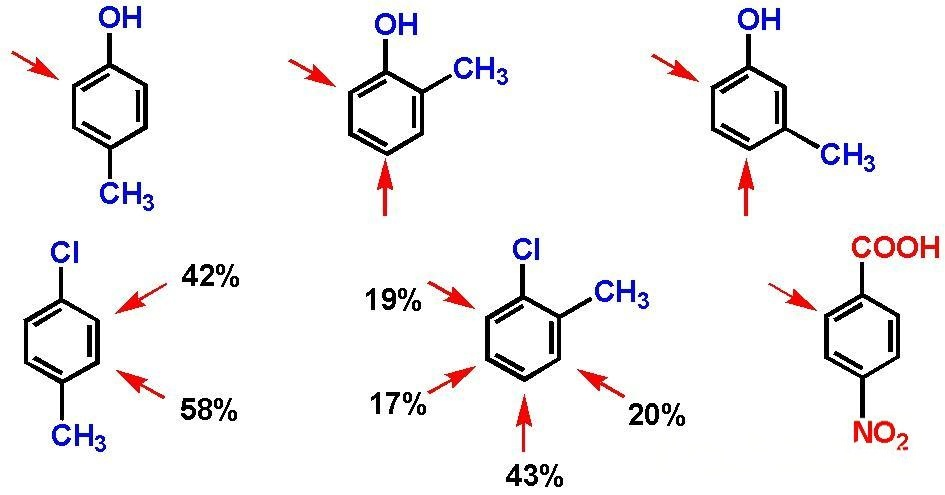 OH
OH
OH
CH₃
CH₃
CH₃
Cl
42%
58%
CH₃
Cl
CH₃
19%
17%
20%
43%
COOH
NO₂